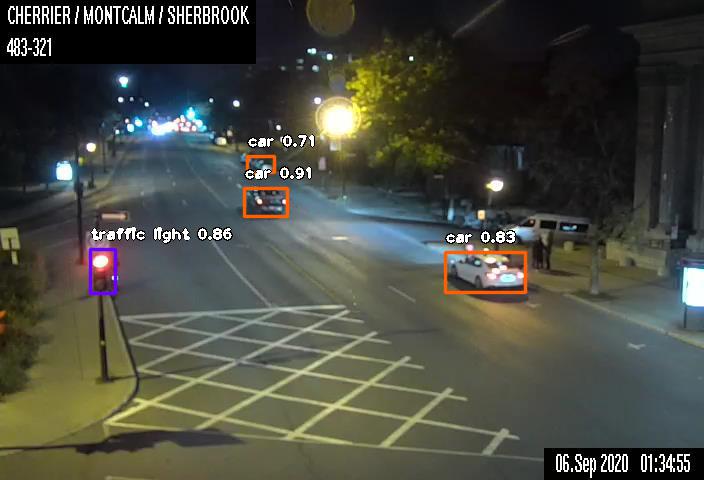 CHERRIER / MONTCALM / SHERBROOK
483-321
car 0.71
car 0.91
traffic light 0.86
car 0.83
06.Sep 2020 01:34:55